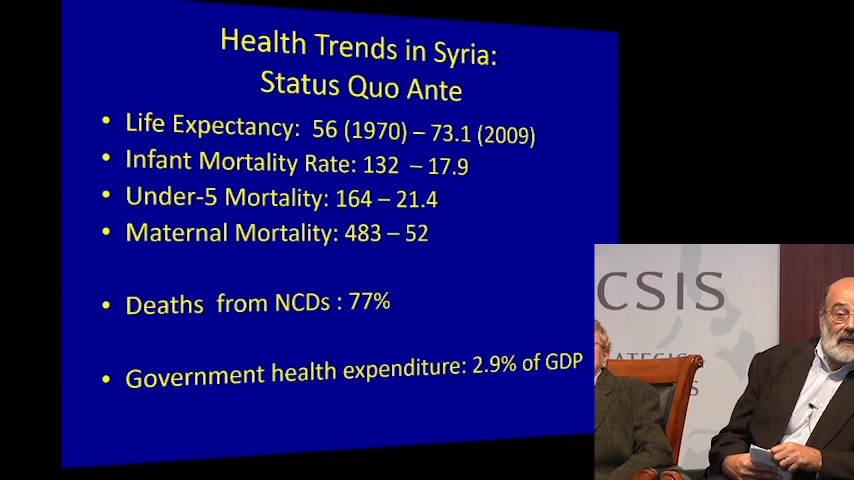 Health Trends in Syria:
Status Quo Ante
• Life Expectancy: 56 (1970) – 73.1 (2009)
• Infant Mortality Rate: 132 – 17.9
• Under-5 Mortality: 164 – 21.4
• Maternal Mortality: 483 – 52
• Deaths from NCDs : 77%
• Government health expenditure: 2.9% of GDP
CSIS